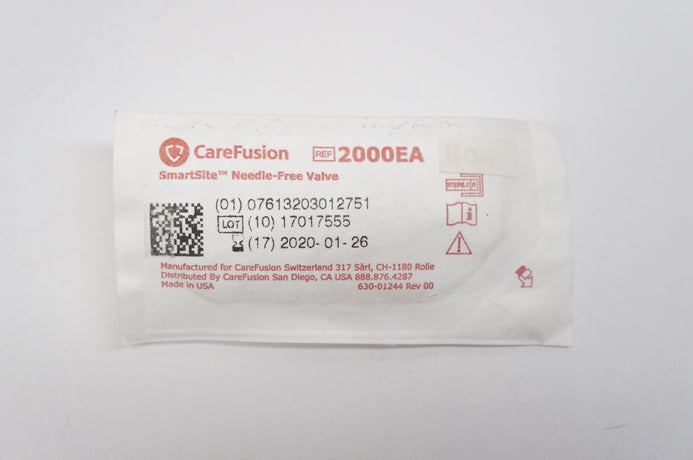 CareFusion REF 2000EA
SmartSite™ Needle-Free Valve
STERILE R
(01) 07613203012751
LOT (10) 17017555
(17) 2020-01-26
Manufactured for CareFusion Switzerland 317 Sàrl, CH-1180 Rolle
Distributed By CareFusion San Diego, CA USA 888.876.4287
Made in USA 630-01244 Rev 00